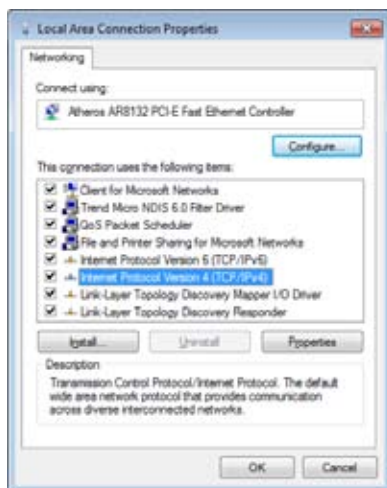 Local Area Connection Properties
Networking
Connect using:
Atheros AR8132 PCI-E Fast Ethernet Controller
Configure...
This connection uses the following items:
Client for Microsoft Networks
Trend Micro NDIS 6.0 Filter Driver
QoS Packet Scheduler
File and Printer Sharing for Microsoft Networks
Internet Protocol Version 6 (TCP/IPv6)
Internet Protocol Version 4 (TCP/IPv4)
Link-Layer Topology Discovery Mapper I/O Driver
Link-Layer Topology Discovery Responder
Install... Uninstall Properties
Description
Transmission Control Protocol/Internet Protocol. The default
wide area network protocol that provides communication
across diverse interconnected networks.
OK Cancel